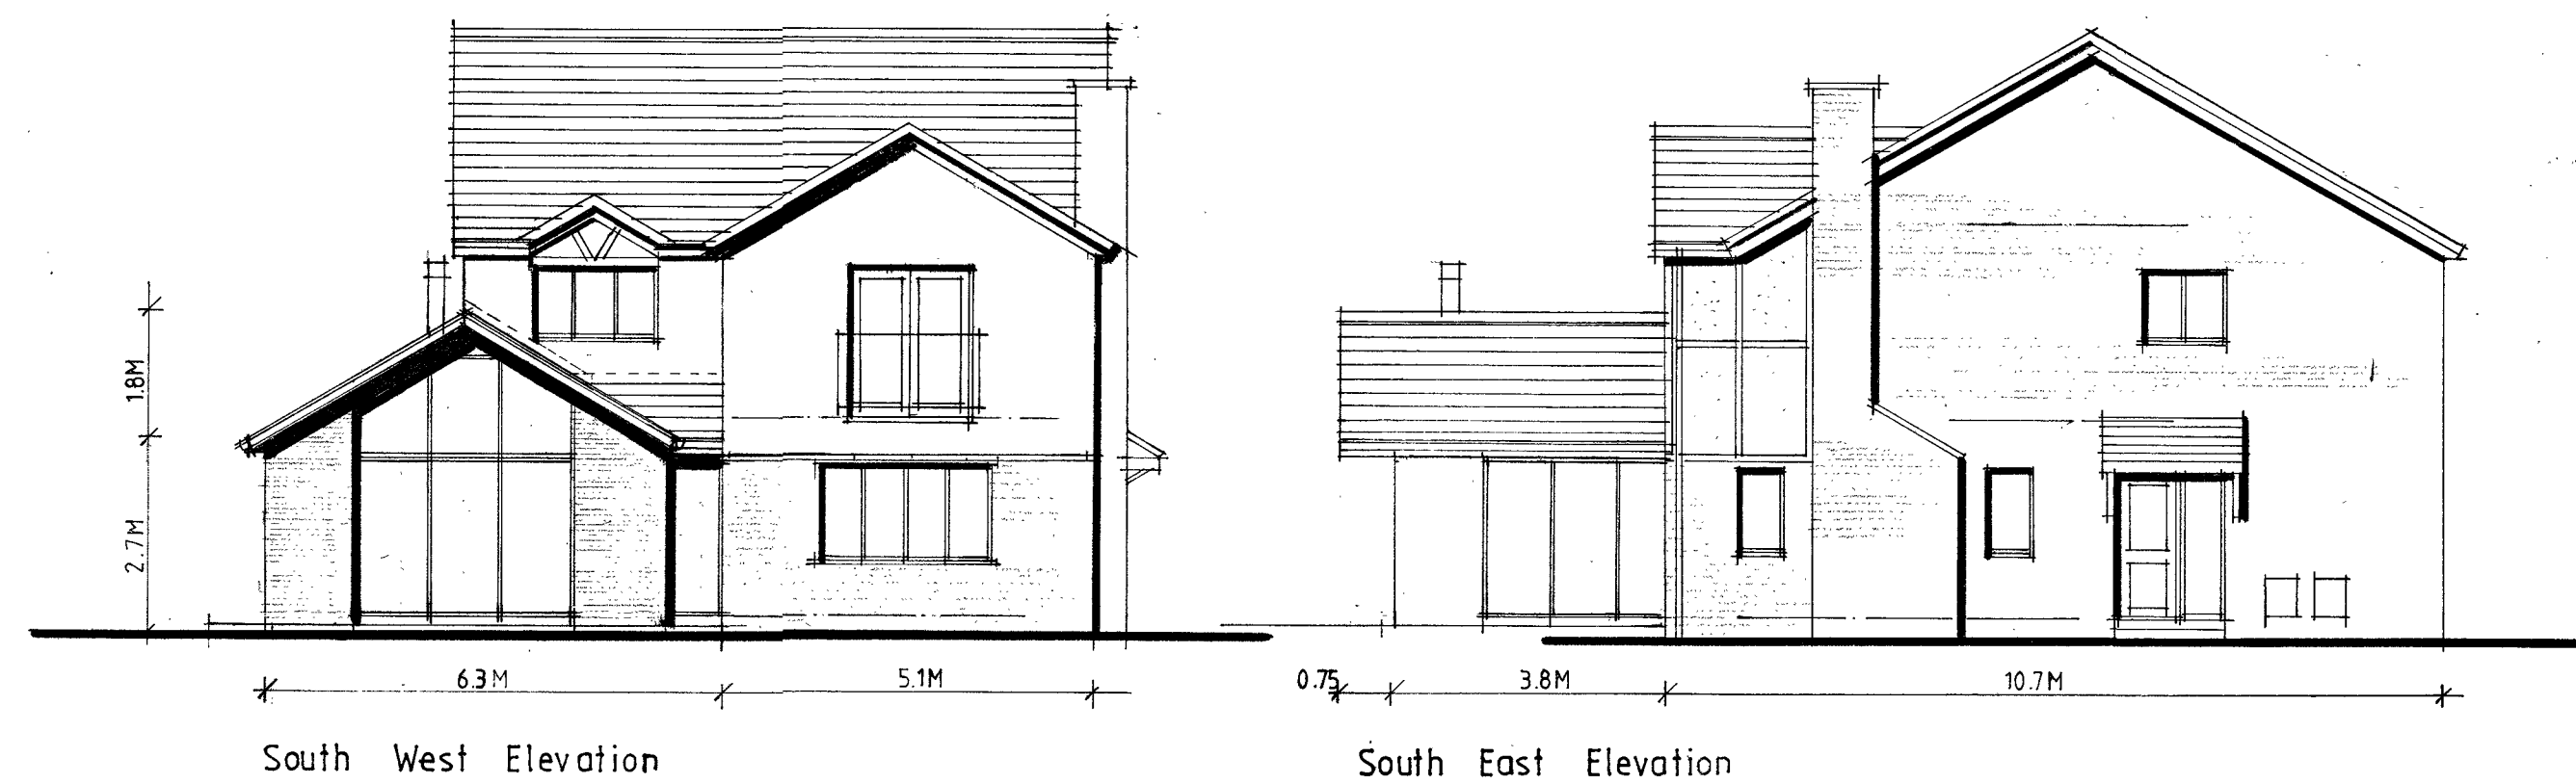 1.8M
2.7M
6.3M 5.1M
0.75 3.8M 10.7M
South West Elevation
South East Elevation